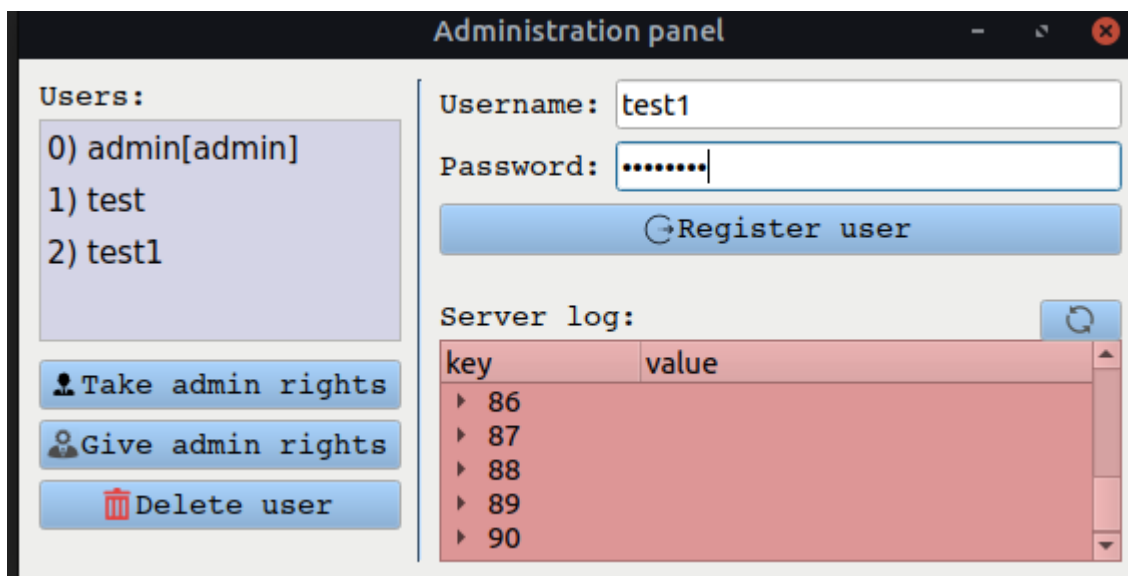 Administration panel
Users:
0) admin[admin]
1) test
2) test1
Take admin rights
Give admin rights
Delete user
Username: test1
Password: ••••••••
Register user
Server log:
key value
86
87
88
89
90